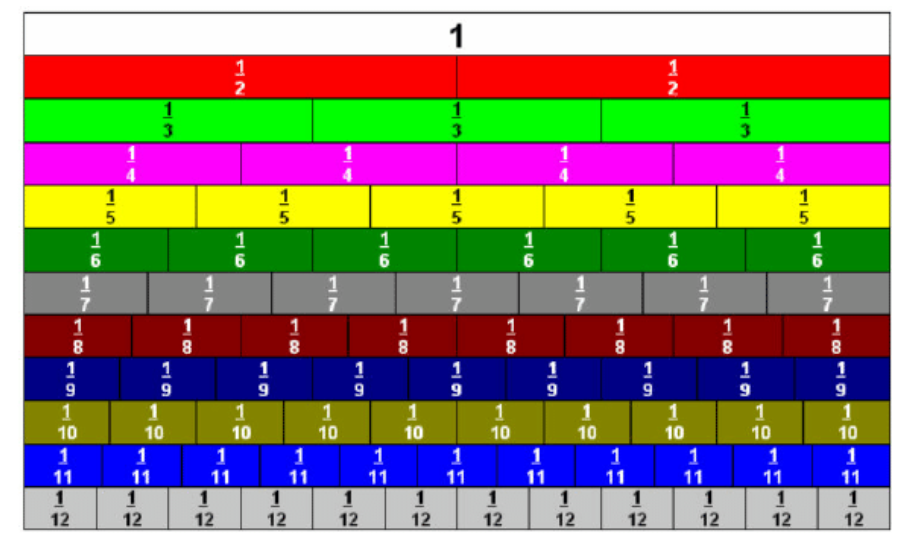 1
1/2 1/2
1/3 1/3 1/3
1/4 1/4 1/4 1/4
1/5 1/5 1/5 1/5 1/5
1/6 1/6 1/6 1/6 1/6 1/6
1/7 1/7 1/7 1/7 1/7 1/7 1/7
1/8 1/8 1/8 1/8 1/8 1/8 1/8 1/8
1/9 1/9 1/9 1/9 1/9 1/9 1/9 1/9 1/9
1/10 1/10 1/10 1/10 1/10 1/10 1/10 1/10 1/10 1/10
1/11 1/11 1/11 1/11 1/11 1/11 1/11 1/11 1/11 1/11 1/11
1/12 1/12 1/12 1/12 1/12 1/12 1/12 1/12 1/12 1/12 1/12 1/12